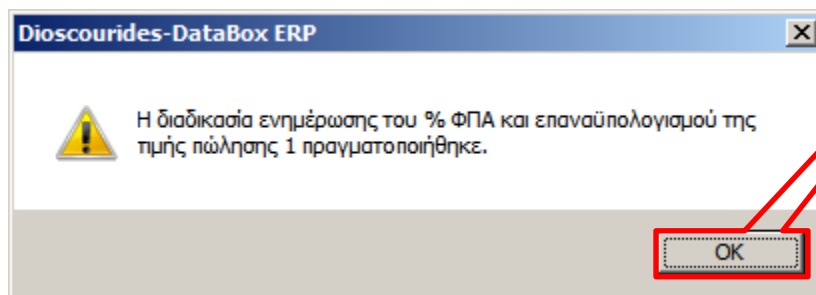 Dioscourides-DataBox ERP
Η διαδικασία ενημέρωσης του % ΦΠΑ και επαναϋπολογισμού της
τιμής πώλησης 1 πραγματοποιήθηκε.
OK